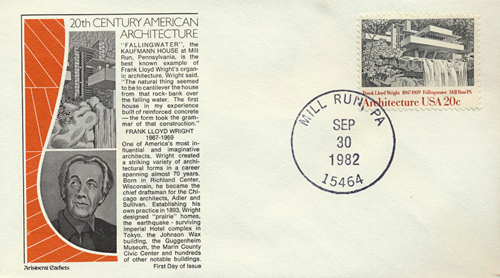 20th CENTURY AMERICAN
ARCHITECTURE
"FALLINGWATER", the
KAUFMANN HOUSE at Mill
Run, Pennsylvania, is the
best known example of
Frank Lloyd Wright's organ-
ic architecture. Wright said,
"The natural thing seemed
to be to cantilever the house
from that rock-bank over
the falling water. The first
house in my experience
built of reinforced concrete
— the form took the gram-
mar of that construction."
FRANK LLOYD WRIGHT
1867-1959
One of America's most in-
fluential and imaginative
architects, Wright created
a striking variety of archi-
tectural forms in a career
spanning almost 70 years.
Born in Richland Center,
Wisconsin, he became the
chief draftsman for the Chi-
cago architects, Adler and
Sullivan. Establishing his
own practice in 1893, Wright
designed "prairie" homes,
the earthquake - surviving
Imperial hotel complex in
Tokyo, the Johnson Wax
building, the Guggenheim
Museum, the Marin County
Civic Center and hundreds
of other notable buildings.
First Day of Issue
Aristocrat Cachets
Frank Lloyd Wright 1867-1959 Fallingwater Mill Run PA
Architecture USA 20c
MILL RUN, PA
SEP
30
1982
15464